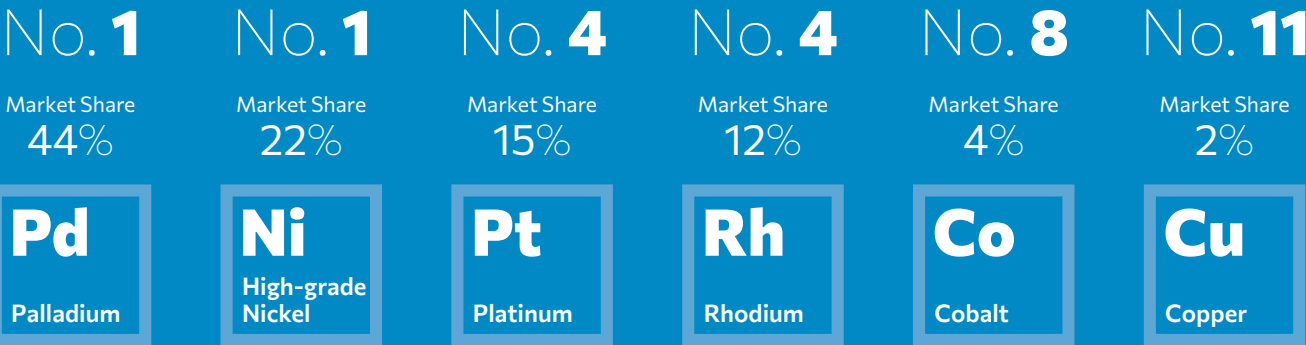 No. 1
Market Share
44%
Pd
Palladium
No. 1
Market Share
22%
Ni
High-grade
Nickel
No. 4
Market Share
15%
Pt
Platinum
No. 4
Market Share
12%
Rh
Rhodium
No. 8
Market Share
4%
Co
Cobalt
No. 11
Market Share
2%
Cu
Copper